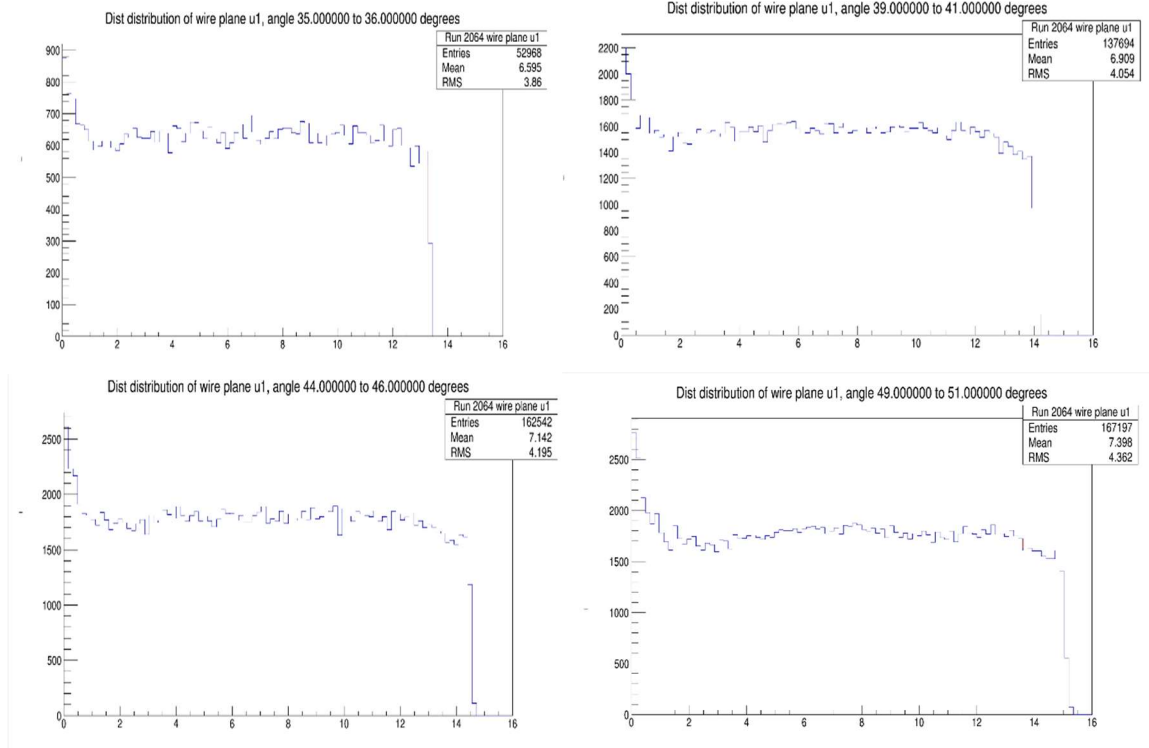 Dist distribution of wire plane u1, angle 35.000000 to 36.000000 degrees
Run 2064 wire plane u1
Entries 52968
Mean 6.595
RMS 3.86
900
800
700
600
500
400
300
200
100
0
0 2 4 6 8 10 12 14 16
Dist distribution of wire plane u1, angle 39.000000 to 41.000000 degrees
Run 2064 wire plane u1
Entries 137694
Mean 6.909
RMS 4.054
2200
2000
1800
1600
1400
1200
1000
800
600
400
200
0
0 2 4 6 8 10 12 14 16
Dist distribution of wire plane u1, angle 44.000000 to 46.000000 degrees
Run 2064 wire plane u1
Entries 162542
Mean 7.142
RMS 4.195
2500
2000
1500
1000
500
0
0 2 4 6 8 10 12 14 16
Dist distribution of wire plane u1, angle 49.000000 to 51.000000 degrees
Run 2064 wire plane u1
Entries 167197
Mean 7.398
RMS 4.362
2500
2000
1500
1000
500
0
0 2 4 6 8 10 12 14 16